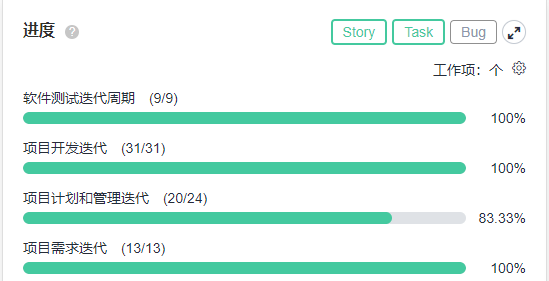 进度 ? Story Task Bug
工作项：个
软件测试迭代周期 (9/9)
100%
项目开发迭代 (31/31)
100%
项目计划和管理迭代 (20/24)
83.33%
项目需求迭代 (13/13)
100%